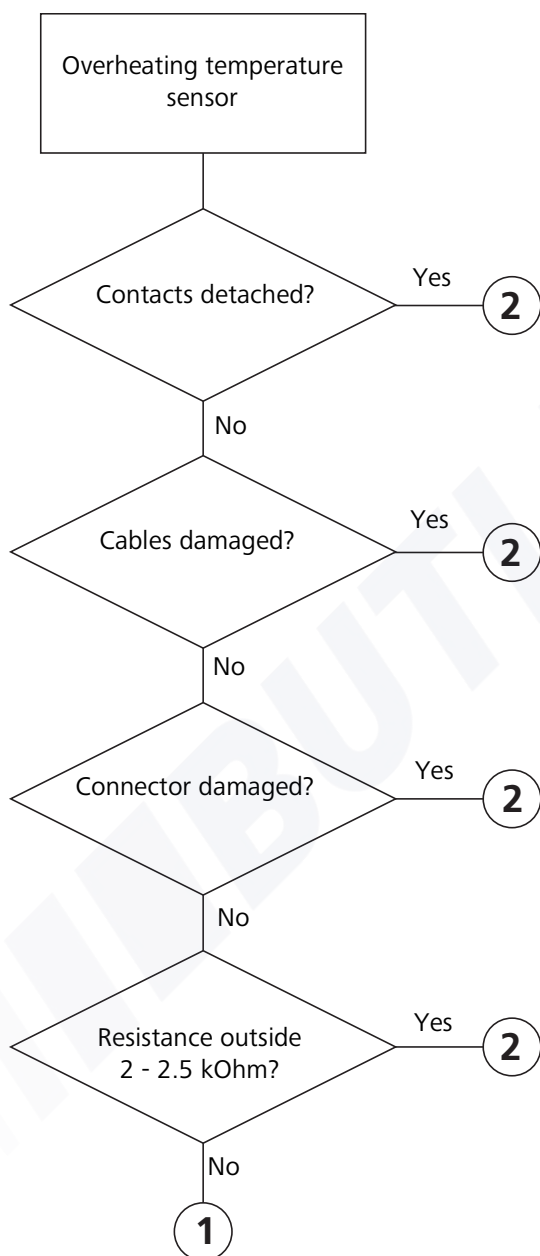 Overheating temperature
sensor
Contacts detached?
Yes
2
No
Cables damaged?
Yes
2
No
Connector damaged?
Yes
2
No
Resistance outside
2 - 2.5 kOhm?
Yes
2
No
1